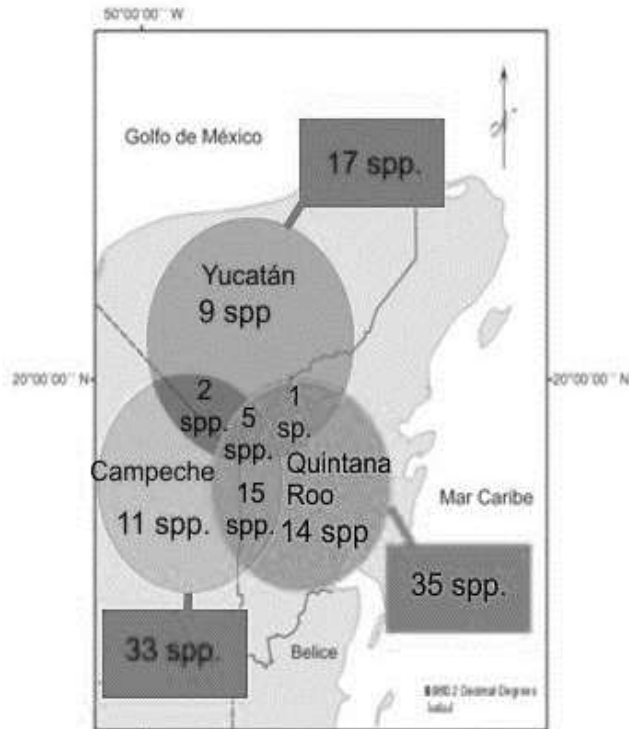 50°00'00'' W
Golfo de México
17 spp.
Yucatán
9 spp
20°00'00'' N
20°00'00'' N
2
spp.
5
spp.
1
sp.
Campeche
11 spp.
15
spp.
Quintana
Roo
14 spp
Mar Caribe
35 spp.
33 spp.
Belice
Decimal Degrees